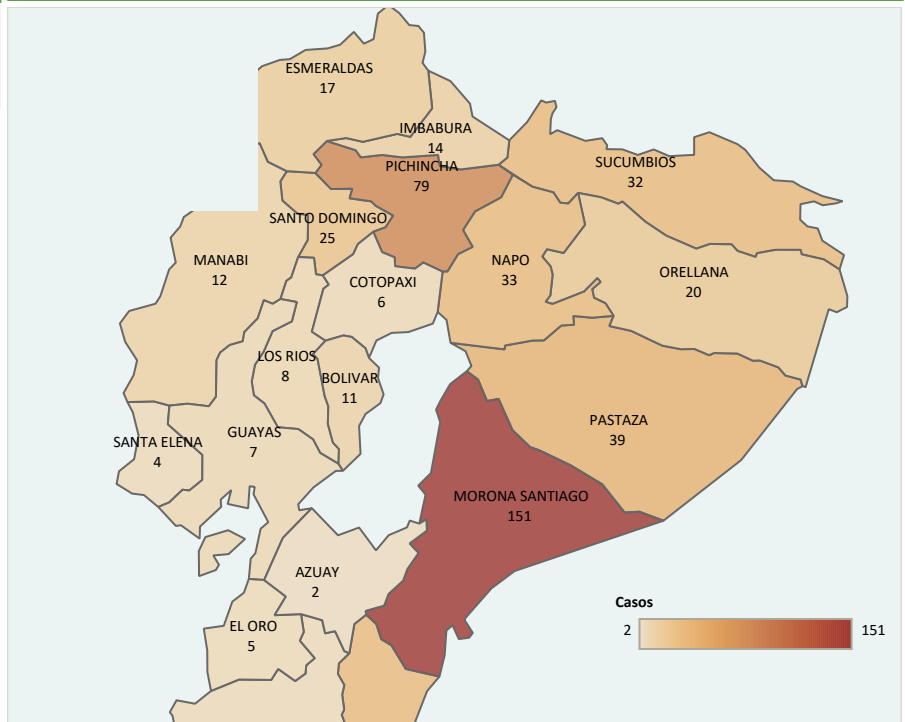 ESMERALDAS
17
IMBABURA
14
PICHINCHA
79
SUCUMBIOS
32
SANTO DOMINGO
25
MANABI
12
COTOPAXI
6
NAPO
33
ORELLANA
20
LOS RIOS
8
BOLIVAR
11
GUAYAS
7
SANTA ELENA
4
PASTAZA
39
MORONA SANTIAGO
151
AZUAY
2
EL ORO
5
Casos
2 151